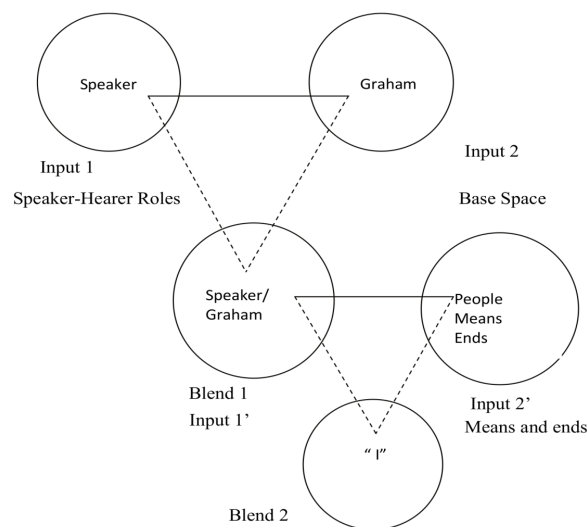 Speaker
Graham
Input 1
Input 2
Speaker-Hearer Roles
Base Space
Speaker/
Graham
People
Means
Ends
Blend 1
Input 1’
Input 2’
Means and ends
“ I”
Blend 2